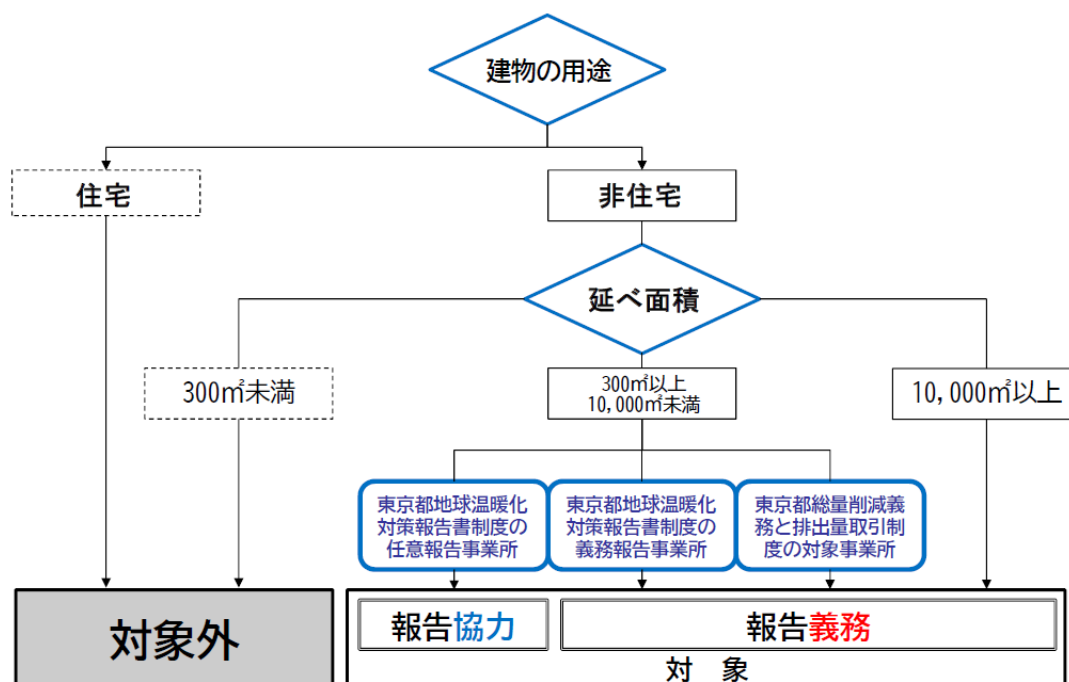 建物の用途
住宅
非住宅
延べ面積
300㎡未満
300㎡以上
10,000㎡未満
10,000㎡以上
東京都地球温暖化
対策報告書制度の
任意報告事業所
東京都地球温暖化
対策報告書制度の
義務報告事業所
東京都総量削減義
務と排出量取引制
度の対象事業所
対象外
報告協力
報告義務
対　象